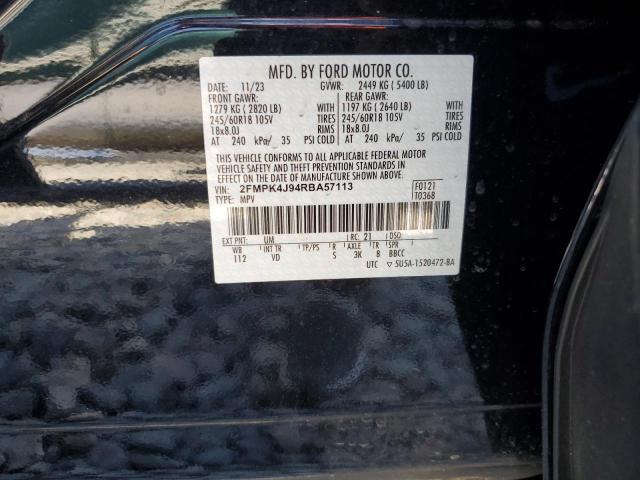 MFD. BY FORD MOTOR CO.
DATE: 11/23 GVWR: 2449 KG ( 5400 LB)
FRONT GAWR: REAR GAWR:
1279 KG ( 2820 LB) WITH 1197 KG ( 2640 LB) WITH
245/60R18 105V TIRES 245/60R18 105V TIRES
18x8.0J RIMS 18x8.0J RIMS
AT 240 kPa/ 35 PSI COLD AT 240 kPa/ 35 PSI COLD
THIS VEHICLE CONFORMS TO ALL APPLICABLE FEDERAL MOTOR
VEHICLE SAFETY AND THEFT PREVENTION STANDARDS IN
EFFECT ON THE DATE OF MANUFACTURE SHOWN ABOVE.
VIN: 2FMPK4J94RBA57113 F0121
TYPE: MPV T0368
EXT PNT: UM RC: 21 DSO:
WB INT TR TP/PS R AXLE TR SPR
112 VD S 3K 8 BBCC
UTC ▽ 5U5A-1520472-BA